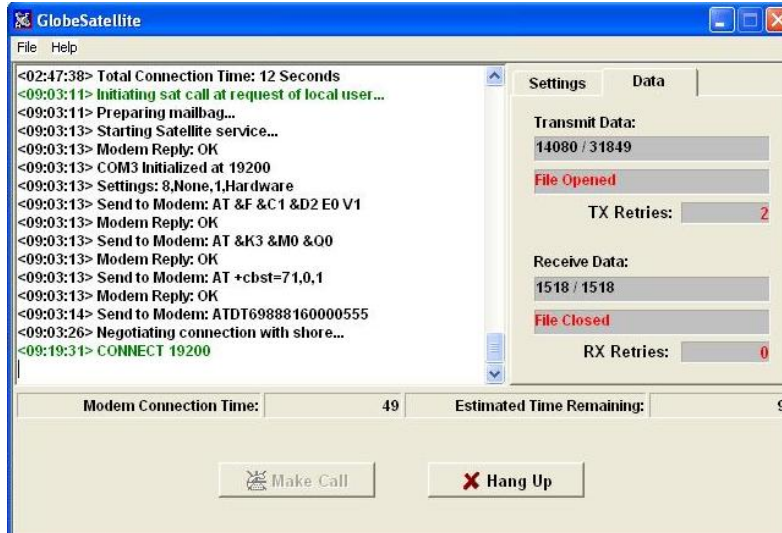 GlobeSatellite
File Help
<02:47:38> Total Connection Time: 12 Seconds
<09:03:11> Initiating sat call at request of local user...
<09:03:11> Preparing mailbag...
<09:03:13> Starting Satellite service...
<09:03:13> Modem Reply: OK
<09:03:13> COM3 Initialized at 19200
<09:03:13> Settings: 8,None,1,Hardware
<09:03:13> Send to Modem: AT &F &C1 &D2 E0 V1
<09:03:13> Modem Reply: OK
<09:03:13> Send to Modem: AT &K3 &M0 &Q0
<09:03:13> Modem Reply: OK
<09:03:13> Send to Modem: AT +cbst=71,0,1
<09:03:13> Modem Reply: OK
<09:03:14> Send to Modem: ATDT69888160000555
<09:03:26> Negotiating connection with shore...
<09:19:31> CONNECT 19200
Settings Data
Transmit Data:
14080 / 31849
File Opened
TX Retries: 2
Receive Data:
1518 / 1518
File Closed
RX Retries: 0
Modem Connection Time: 49 Estimated Time Remaining: 9
Make Call Hang Up